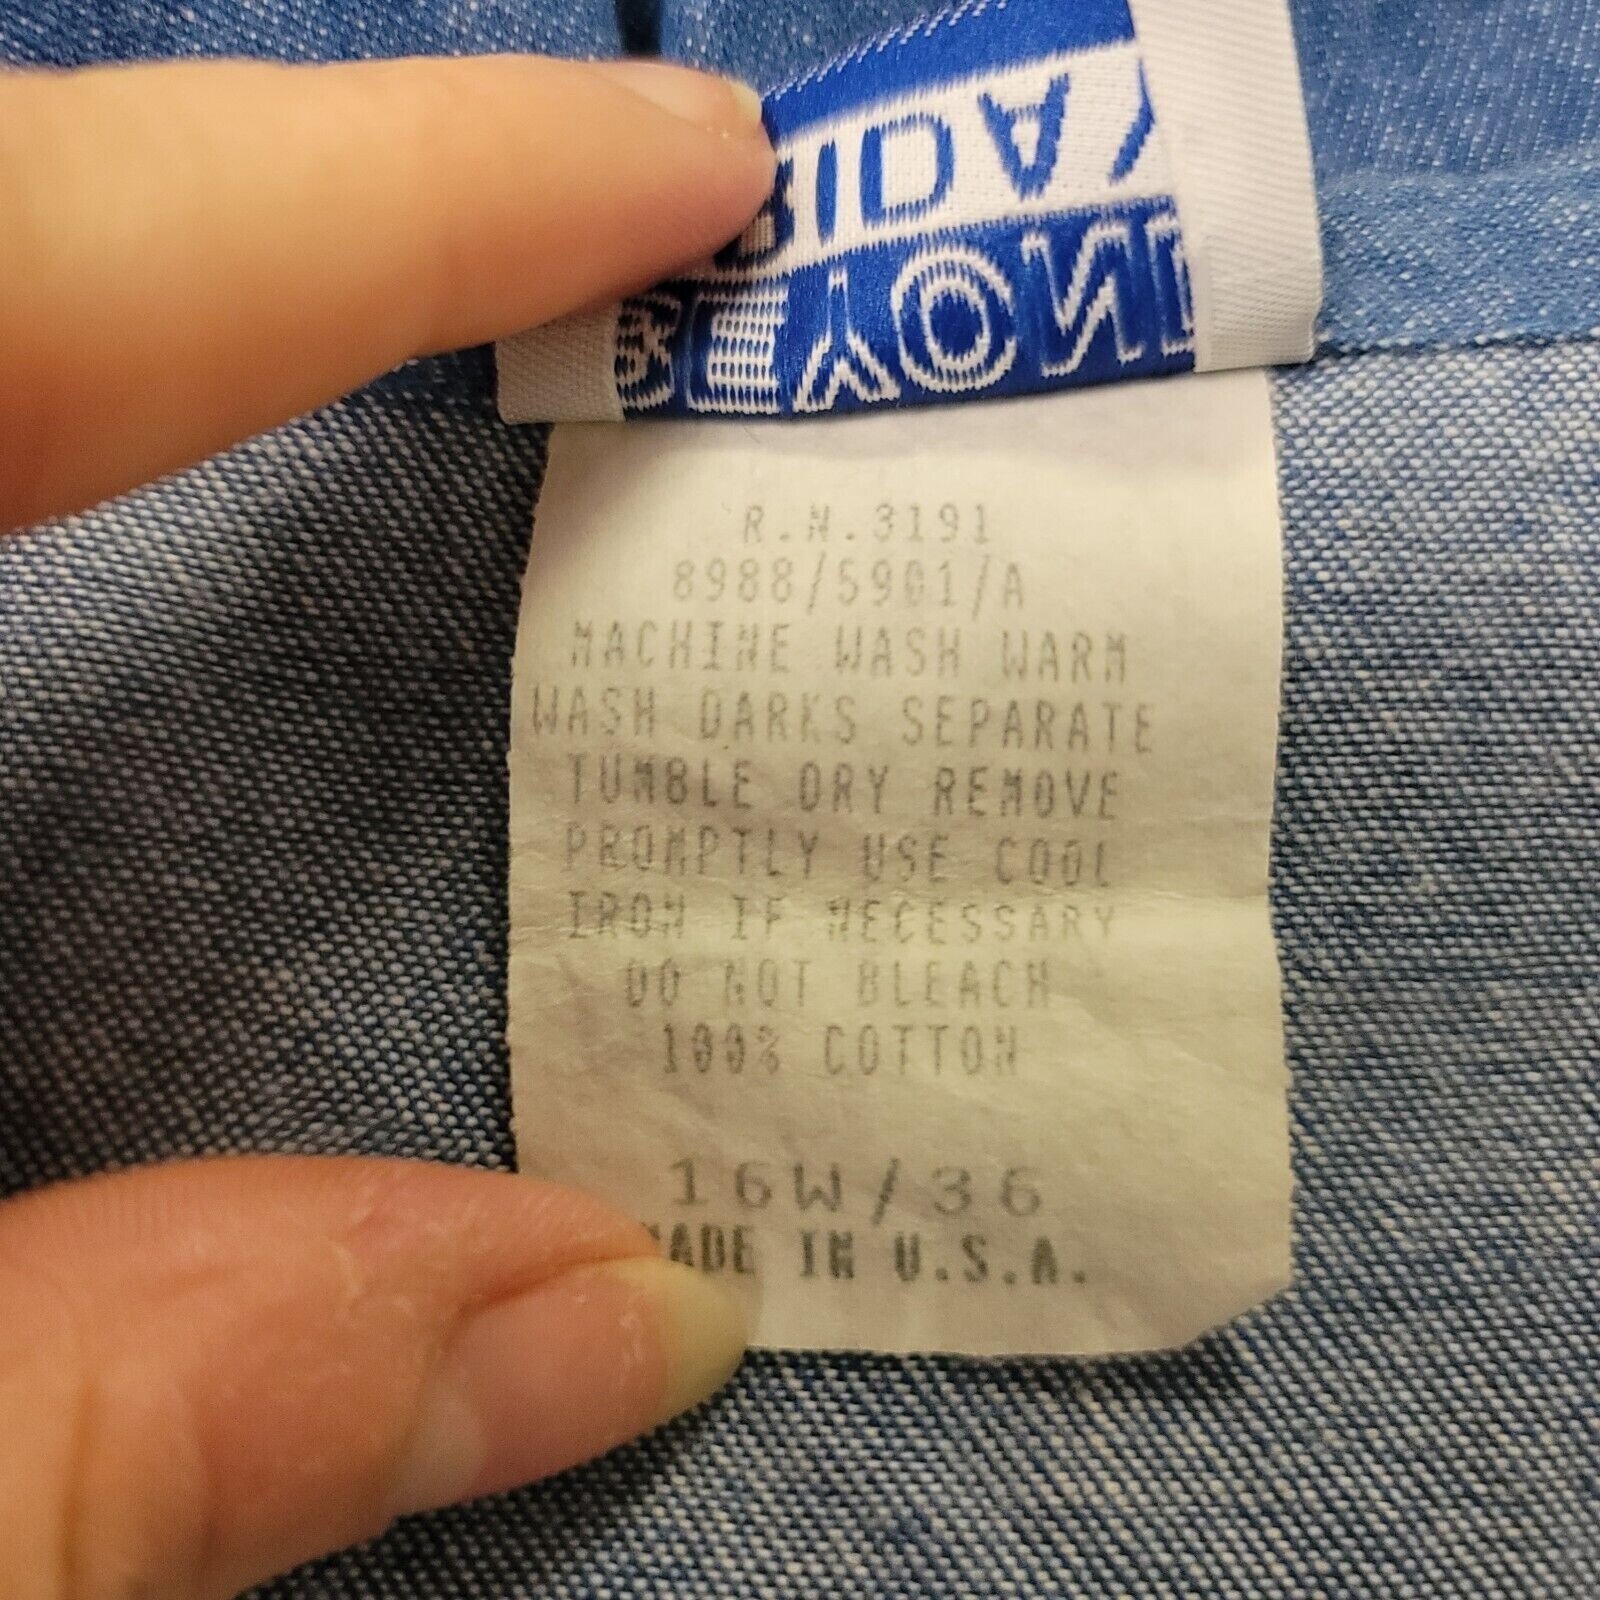 R.N.3191
8988/5901/A
MACHINE WASH WARM
WASH DARKS SEPARATE
TUMBLE DRY REMOVE
PROMPTLY USE COOL
IRON IF NECESSARY
DO NOT BLEACH
100% COTTON
16W/36
MADE IN U.S.A.